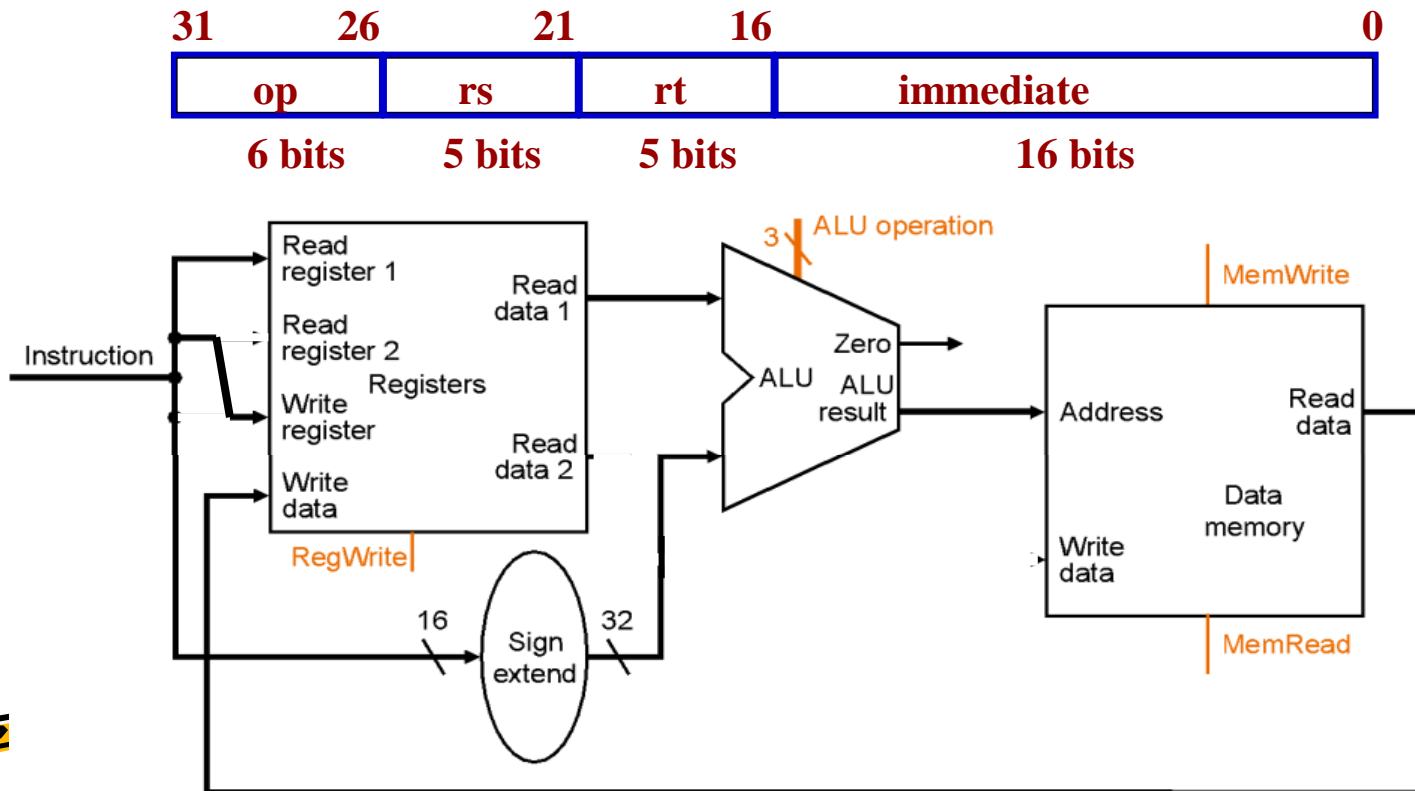 31 26 21 16 0
op rs rt immediate
6 bits 5 bits 5 bits 16 bits
Instruction
Read
register 1
Read
register 2
Registers
Write
register
Write
data
Read
data 1
Read
data 2
RegWrite
16
Sign
extend
32
3
ALU operation
Zero
ALU
ALU
result
MemWrite
Address
Read
data
Data
memory
Write
data
MemRead